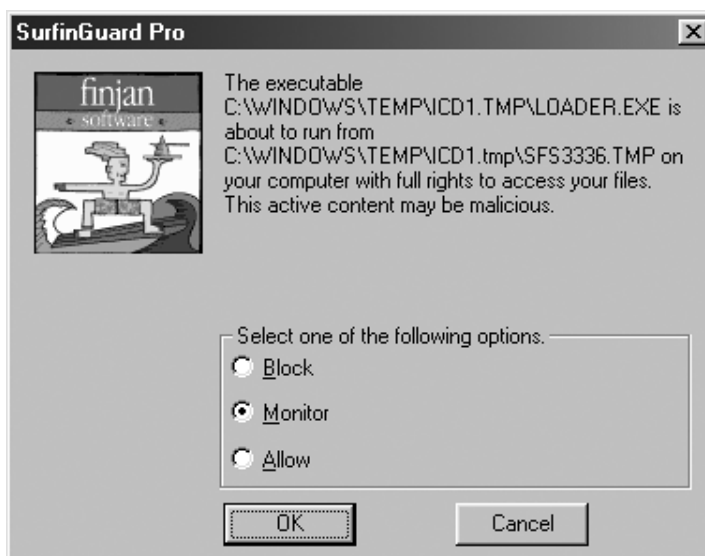 SurfinGuard Pro
finjan
software
The executable
C:\WINDOWS\TEMP\ICD1.TMP\LOADER.EXE is
about to run from
C:\WINDOWS\TEMP\ICD1.tmp\SFS3336.TMP on
your computer with full rights to access your files.
This active content may be malicious.
Select one of the following options.
Block
Monitor
Allow
OK
Cancel